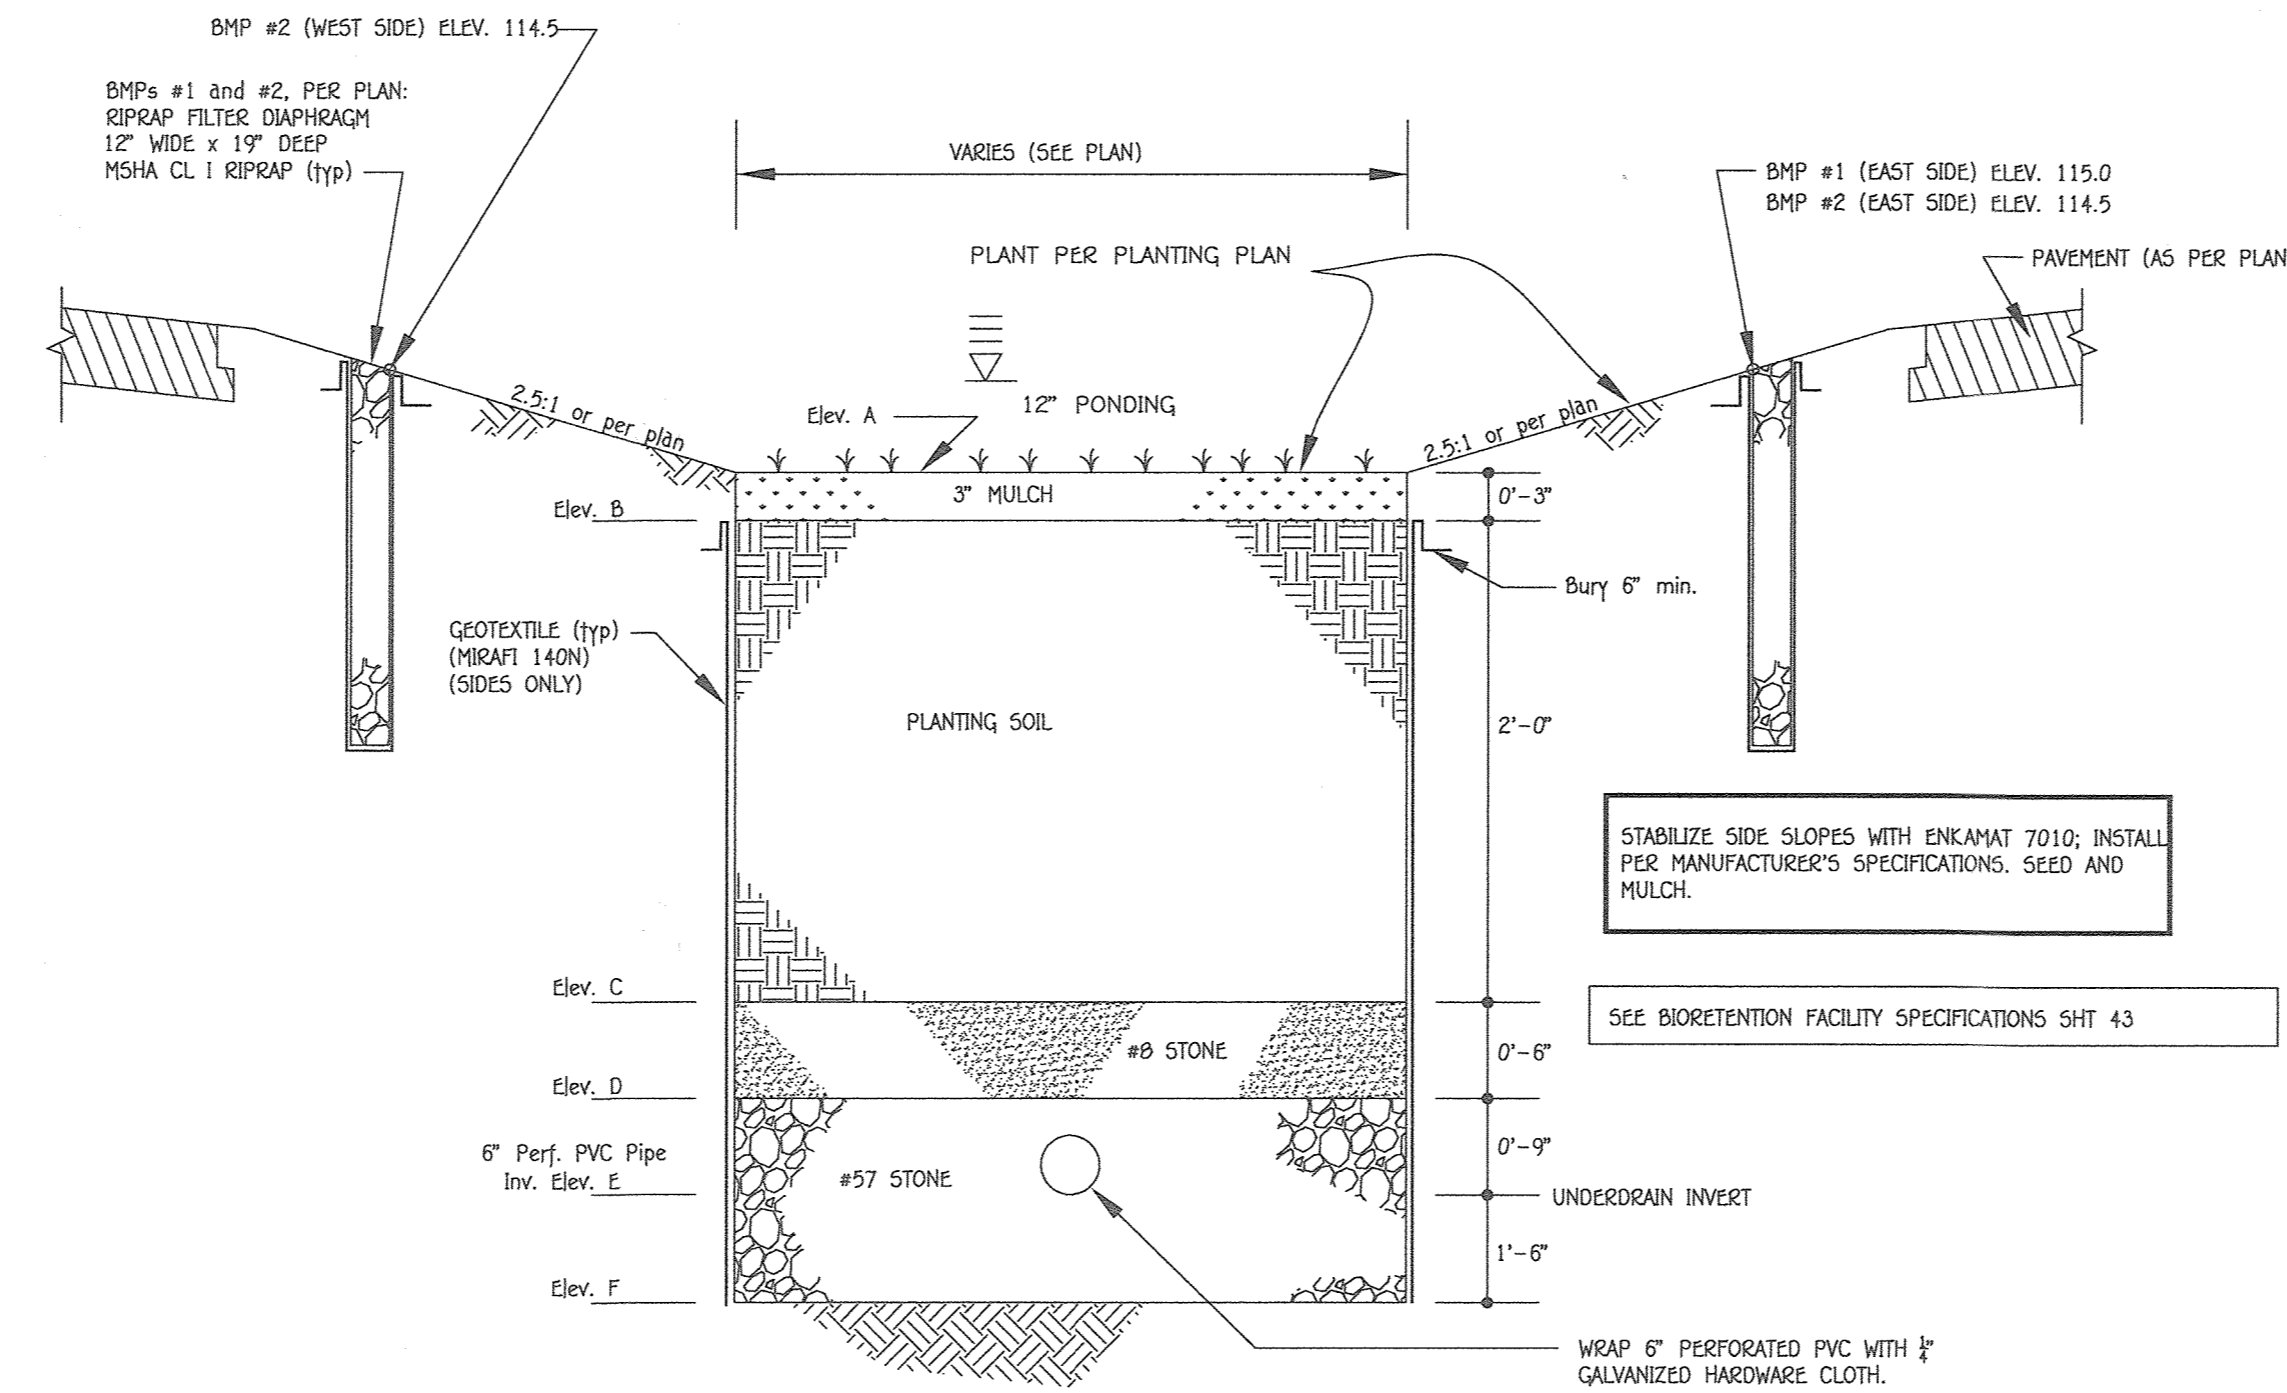 BMP #2 (WEST SIDE) ELEV. 114.5
BMPs #1 and #2, PER PLAN:
RIPRAP FILTER DIAPHRAGM
12" WIDE x 19" DEEP
MSHA CL I RIPRAP (typ)
VARIES (SEE PLAN)
BMP #1 (EAST SIDE) ELEV. 115.0
BMP #2 (EAST SIDE) ELEV. 114.5
PLANT PER PLANTING PLAN
PAVEMENT (AS PER PLAN
2.5:1 or per plan
Elev. A
12" PONDING
2.5:1 or per plan
3" MULCH
0'-3"
Elev. B
Bury 6" min.
GEOTEXTILE (typ)
(MIRAFI 140N)
(SIDES ONLY)
PLANTING SOIL
2'-0"
STABILIZE SIDE SLOPES WITH ENKAMAT 7010; INSTALL
PER MANUFACTURER'S SPECIFICATIONS. SEED AND
MULCH.
Elev. C
SEE BIORETENTION FACILITY SPECIFICATIONS SHT 43
#8 STONE
0'-6"
Elev. D
6" Perf. PVC Pipe
Inv. Elev. E
#57 STONE
0'-9"
UNDERDRAIN INVERT
1'-6"
Elev. F
WRAP 6" PERFORATED PVC WITH ¼"
GALVANIZED HARDWARE CLOTH.